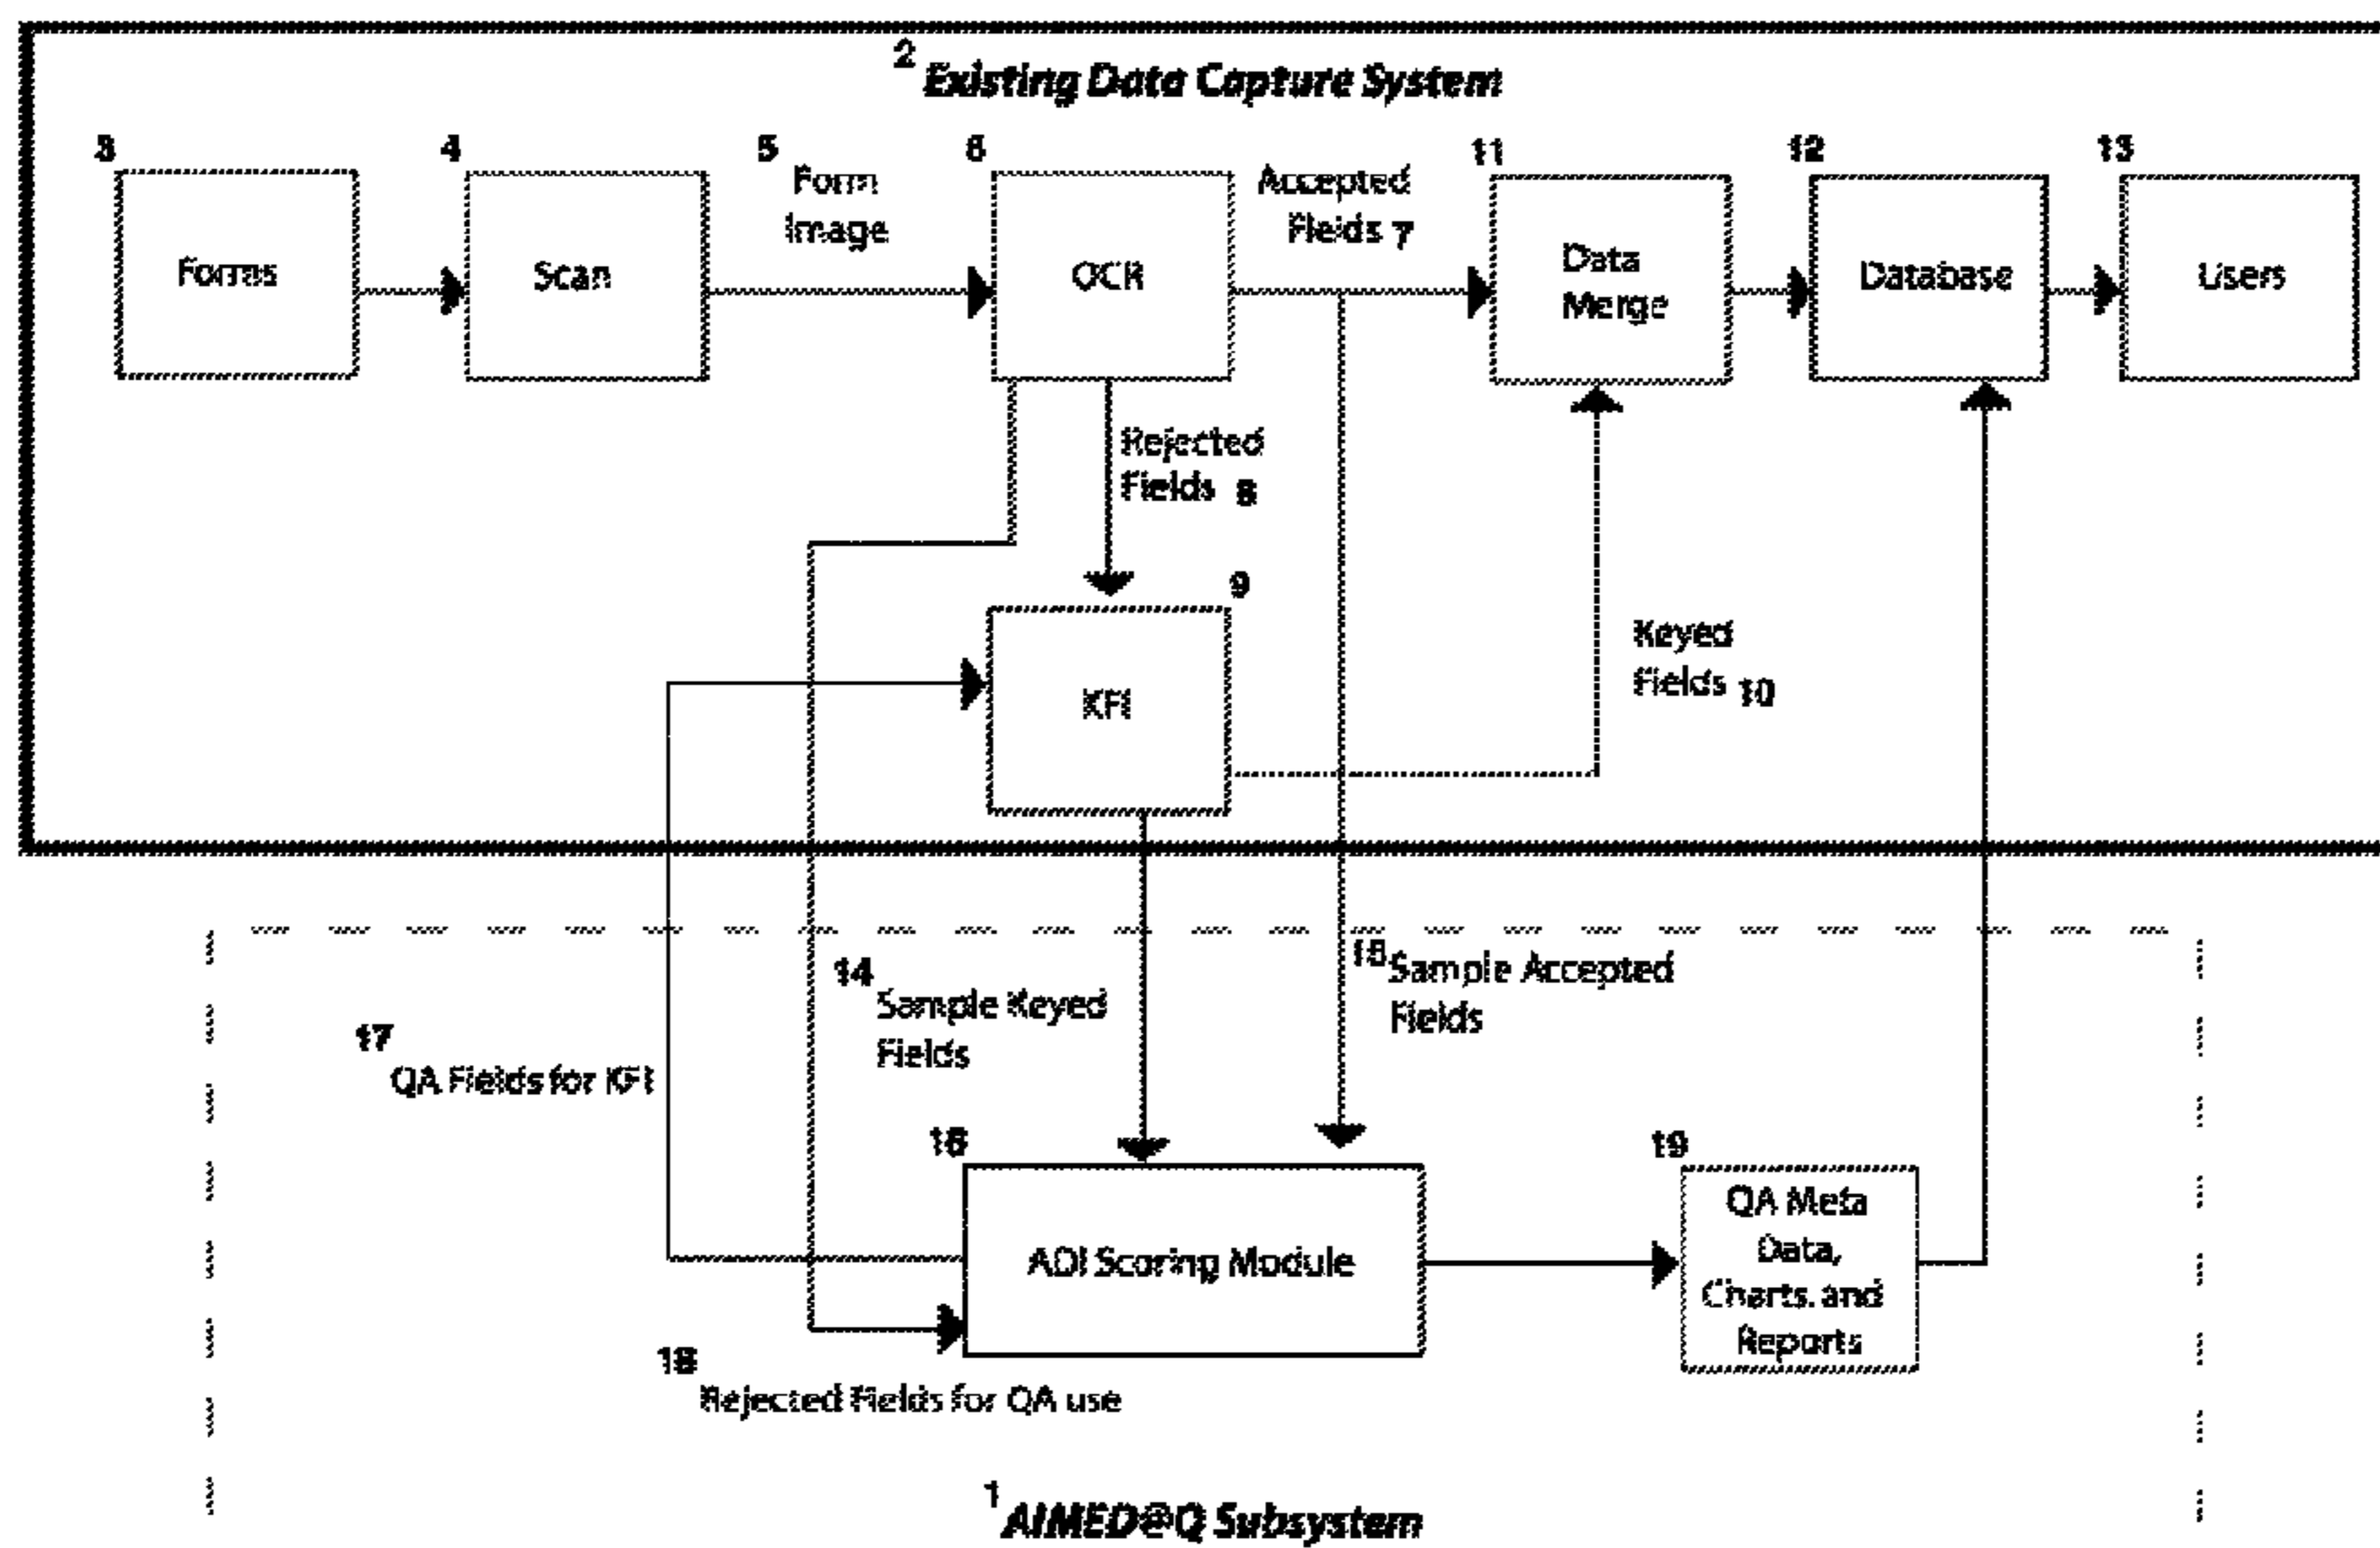 2
Existing Data Capture System
3
4
5
6
11
12
13
Form
Image
Accepted
Fields 7
Forms
Scan
OCR
Data
Merge
Database
Users
Rejected
Fields 8
9
KFI
Keyed
Fields 10
14
Sample Keyed
Fields
Sample Accepted
Fields
17
QA Fields for KFI
19
ADI Scoring Module
QA Meta
Data,
Charts, and
Reports
18
Rejected Fields for QA use
1
AIMED@Q Subsystem